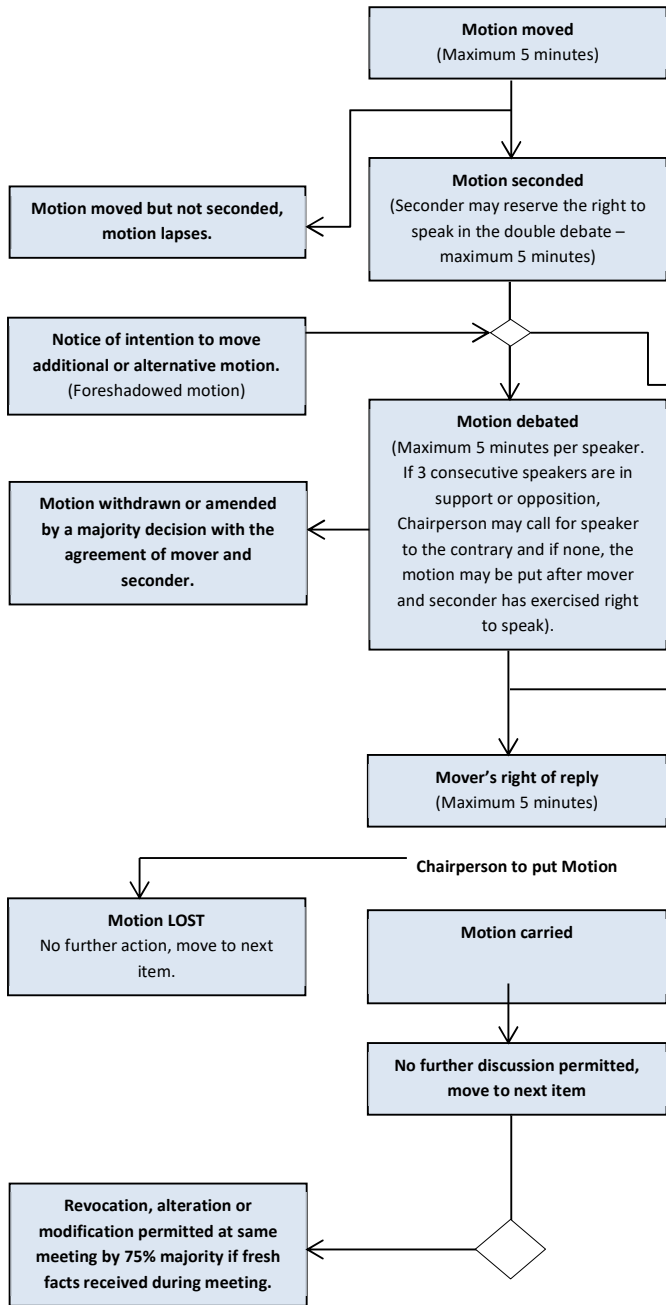 Motion moved
(Maximum 5 minutes)
Motion seconded
(Seconder may reserve the right to
speak in the double debate –
maximum 5 minutes)
Motion moved but not seconded,
motion lapses.
Notice of intention to move
additional or alternative motion.
(Foreshadowed motion)
Motion debated
(Maximum 5 minutes per speaker.
If 3 consecutive speakers are in
support or opposition,
Chairperson may call for speaker
to the contrary and if none, the
motion may be put after mover
and seconder has exercised right
to speak).
Motion withdrawn or amended
by a majority decision with the
agreement of mover and
seconder.
Mover’s right of reply
(Maximum 5 minutes)
Chairperson to put Motion
Motion LOST
No further action, move to next
item.
Motion carried
No further discussion permitted,
move to next item
Revocation, alteration or
modification permitted at same
meeting by 75% majority if fresh
facts received during meeting.